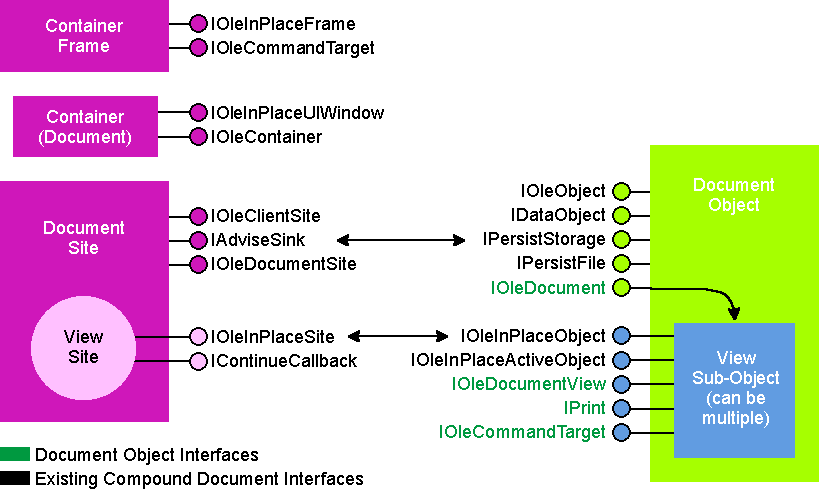 Container
Frame
IOleInPlaceFrame
IOleCommandTarget
Container
(Document)
IOleInPlaceUIWindow
IOleContainer
Document
Site
IOleClientSite
IAdviseSink
IOleDocumentSite
View
Site
IOleInPlaceSite
IContinueCallback
Document
Object
IOleObject
IDataObject
IPersistStorage
IPersistFile
IOleDocument
IOleInPlaceObject
IOleInPlaceActiveObject
IOleDocumentView
IPrint
IOleCommandTarget
View
Sub-Object
(can be
multiple)
Document Object Interfaces
Existing Compound Document Interfaces